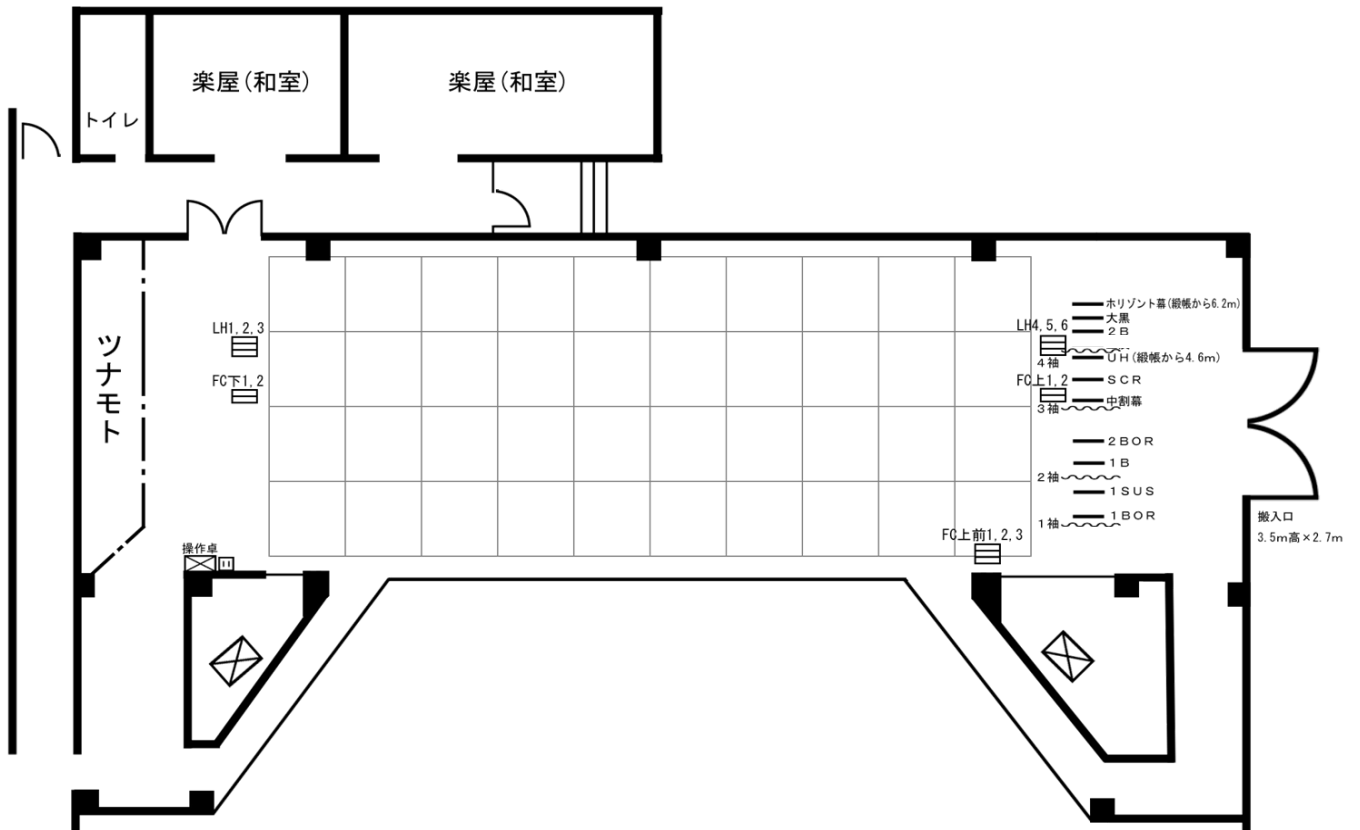 楽屋(和室)
楽屋(和室)
トイレ
ツナモト
LH1,2,3
FC下1,2
操作卓
LH4,5,6
FC上1,2
FC上前1,2,3
ホリゾント幕(緞帳から6.2m)
大黒
2B
4袖
UH(緞帳から4.6m)
SCR
中割幕
3袖
2BOR
1B
2袖
1SUS
1BOR
1袖
搬入口
3.5m高×2.7m